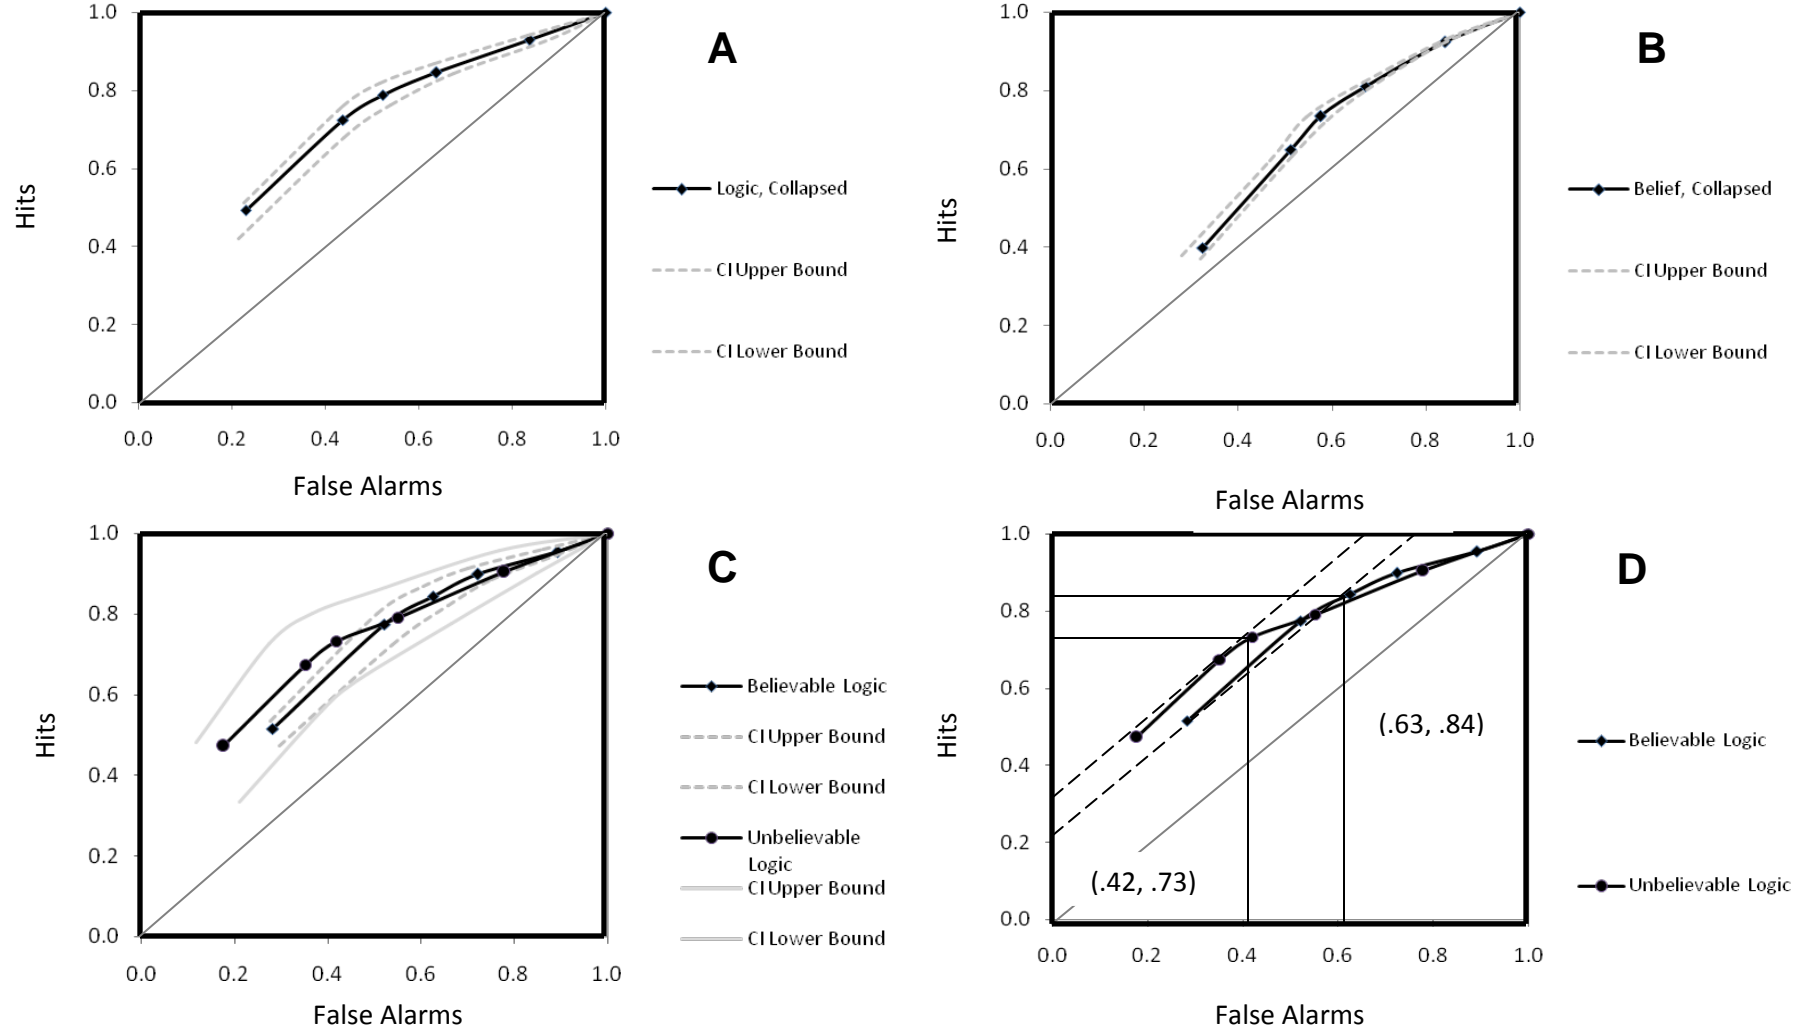 A
1.0
0.8
0.6
0.4
0.2
0.0
Hits
0.0 0.2 0.4 0.6 0.8 1.0
False Alarms
Logic, Collapsed
CI Upper Bound
CI Lower Bound
B
1.0
0.8
0.6
0.4
0.2
0.0
Hits
0.0 0.2 0.4 0.6 0.8 1.0
False Alarms
Belief, Collapsed
CI Upper Bound
CI Lower Bound
C
1.0
0.8
0.6
0.4
0.2
0.0
Hits
0.0 0.2 0.4 0.6 0.8 1.0
False Alarms
Believable Logic
CI Upper Bound
CI Lower Bound
Unbelievable
Logic
CI Upper Bound
CI Lower Bound
D
1.0
0.8
0.6
0.4
0.2
0.0
Hits
(.63, .84)
(.42, .73)
0.0 0.2 0.4 0.6 0.8 1.0
False Alarms
Believable Logic
Unbelievable Logic